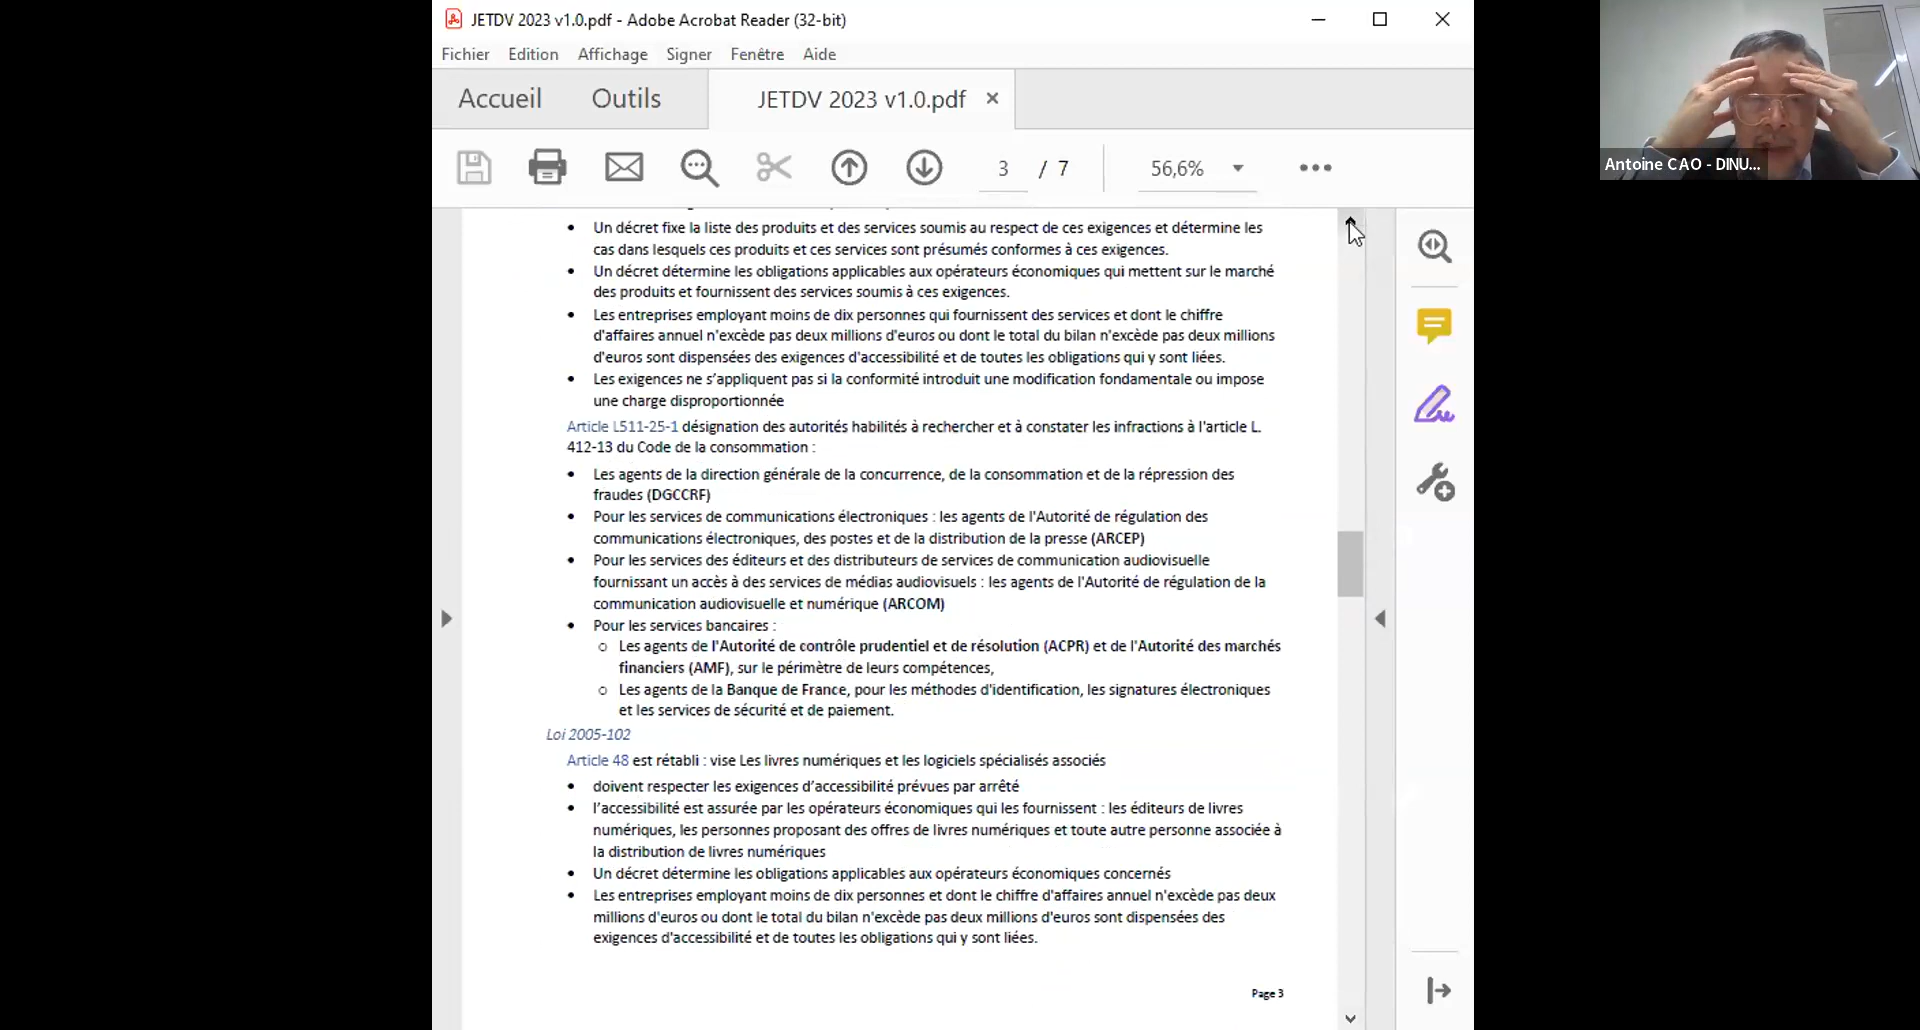 JETDV 2023 v1.0.pdf - Adobe Acrobat Reader (32-bit)
Fichier Edition Affichage Signer Fenêtre Aide
Accueil Outils JETDV 2023 v1.0.pdf ×
3 / 7 56,6%
Antoine CAO - DINU...
• Un décret fixe la liste des produits et des services soumis au respect de ces exigences et détermine les
cas dans lesquels ces produits et ces services sont présumés conformes à ces exigences.
• Un décret détermine les obligations applicables aux opérateurs économiques qui mettent sur le marché
des produits et fournissent des services soumis à ces exigences.
• Les entreprises employant moins de dix personnes qui fournissent des services et dont le chiffre
d'affaires annuel n'excède pas deux millions d'euros ou dont le total du bilan n'excède pas deux millions
d'euros sont dispensées des exigences d'accessibilité et de toutes les obligations qui y sont liées.
• Les exigences ne s’appliquent pas si la conformité introduit une modification fondamentale ou impose
une charge disproportionnée
Article L511-25-1 désignation des autorités habilités à rechercher et à constater les infractions à l'article L.
412-13 du Code de la consommation :
• Les agents de la direction générale de la concurrence, de la consommation et de la répression des
fraudes (DGCCRF)
• Pour les services de communications électroniques : les agents de l'Autorité de régulation des
communications électroniques, des postes et de la distribution de la presse (ARCEP)
• Pour les services des éditeurs et des distributeurs de services de communication audiovisuelle
fournissant un accès à des services de médias audiovisuels : les agents de l'Autorité de régulation de la
communication audiovisuelle et numérique (ARCOM)
• Pour les services bancaires :
o Les agents de l'Autorité de contrôle prudentiel et de résolution (ACPR) et de l'Autorité des marchés
financiers (AMF), sur le périmètre de leurs compétences,
o Les agents de la Banque de France, pour les méthodes d'identification, les signatures électroniques
et les services de sécurité et de paiement.
Loi 2005-102
Article 48 est rétabli : vise Les livres numériques et les logiciels spécialisés associés
• doivent respecter les exigences d’accessibilité prévues par arrêté
• l’accessibilité est assurée par les opérateurs économiques qui les fournissent : les éditeurs de livres
numériques, les personnes proposant des offres de livres numériques et toute autre personne associée à
la distribution de livres numériques
• Un décret détermine les obligations applicables aux opérateurs économiques concernés
• Les entreprises employant moins de dix personnes et dont le chiffre d'affaires annuel n'excède pas deux
millions d'euros ou dont le total du bilan n'excède pas deux millions d'euros sont dispensées des
exigences d'accessibilité et de toutes les obligations qui y sont liées.
Page 3